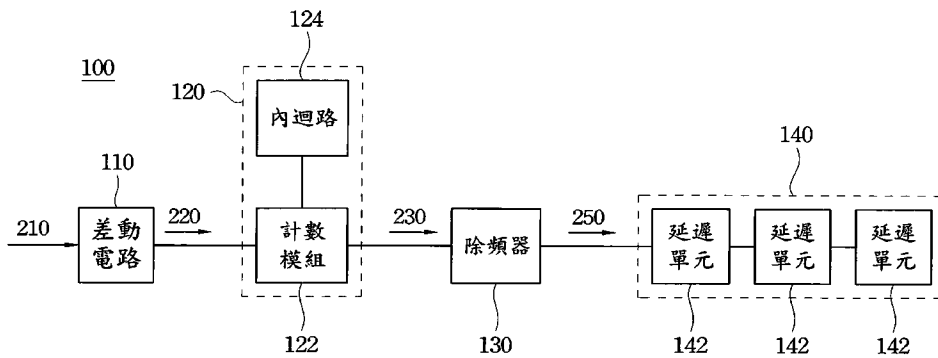 124
100
120
內迴路
140
110
210
差動
電路
220
計數
模組
230
除頻器
250
延遲
單元
延遲
單元
延遲
單元
122
130
142
142
142